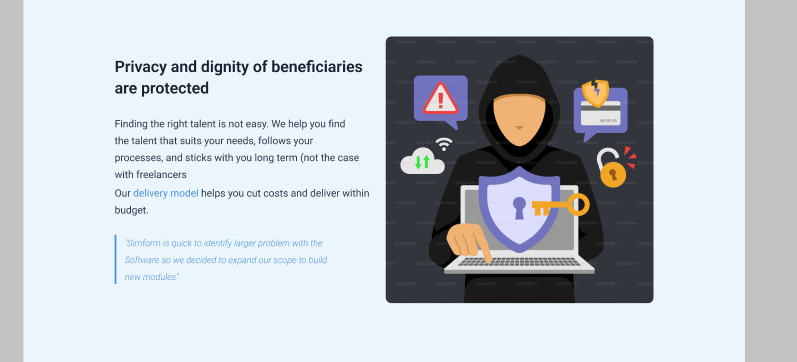 Privacy and dignity of beneficiaries
are protected
Finding the right talent is not easy. We help you find
the talent that suits your needs, follows your
processes, and sticks with you long term (not the case
with freelancers
Our delivery model helps you cut costs and deliver within
budget.
"Simform is quick to identify larger problem with the
Software so we decided to expand our scope to build
new modules"